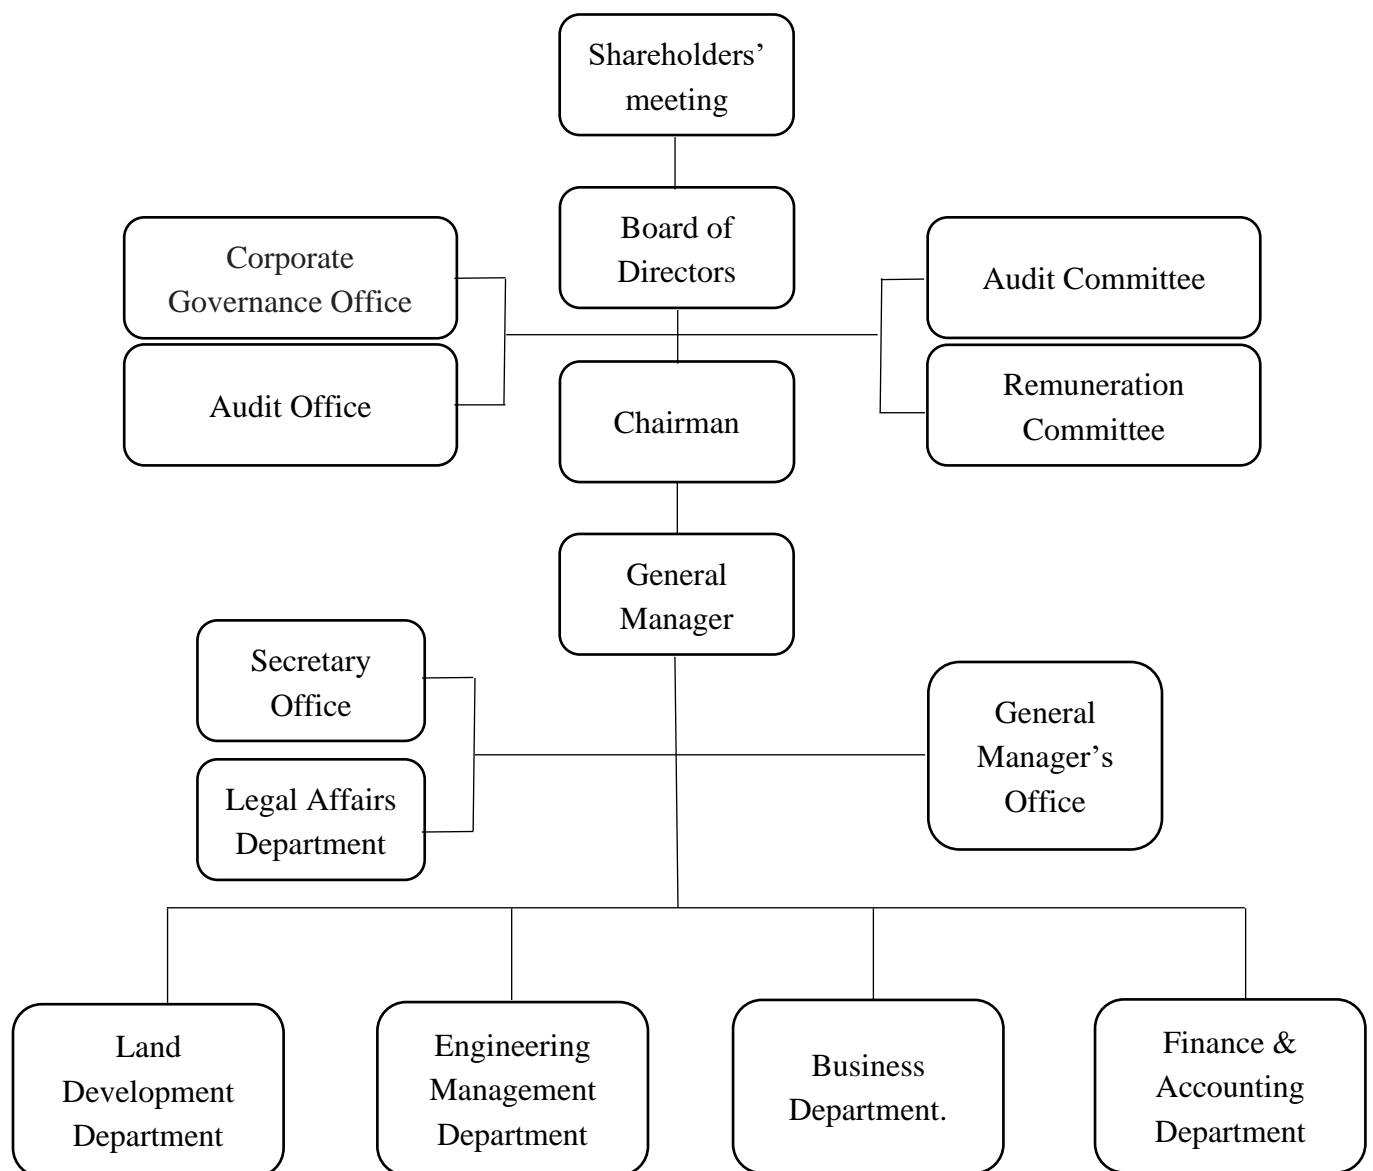 Shareholders’
meeting
Board of
Directors
Corporate
Governance Office
Audit Committee
Audit Office
Remuneration
Committee
Chairman
General
Manager
Secretary
Office
General
Manager’s
Office
Legal Affairs
Department
Land
Development
Department
Engineering
Management
Department
Business
Department.
Finance &
Accounting
Department